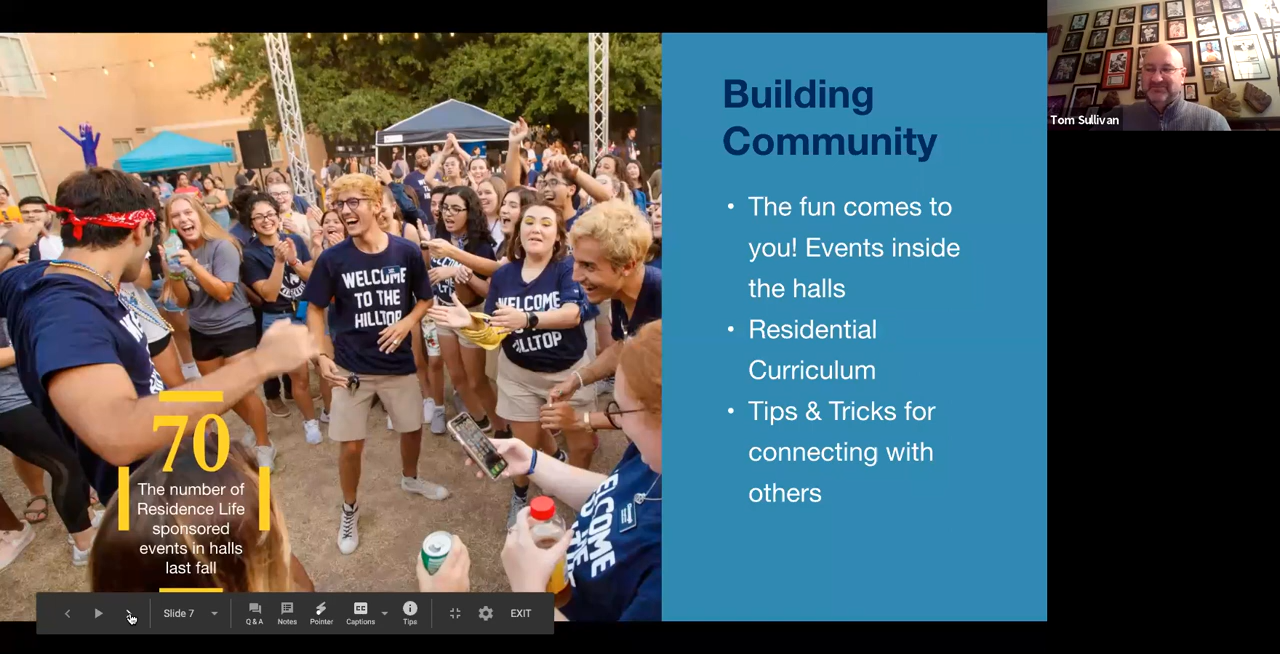 Building
Community
• The fun comes to
you! Events inside
the halls
• Residential
Curriculum
• Tips & Tricks for
connecting with
others
Tom Sullivan
WELCOME
TO THE
HILLTOP
WELCOME
HILLTOP
WELCOME
70
The number of
Residence Life
sponsored
events in halls
last fall
Slide 7
Q & A
Notes
Pointer
CC
Captions
Tips
EXIT